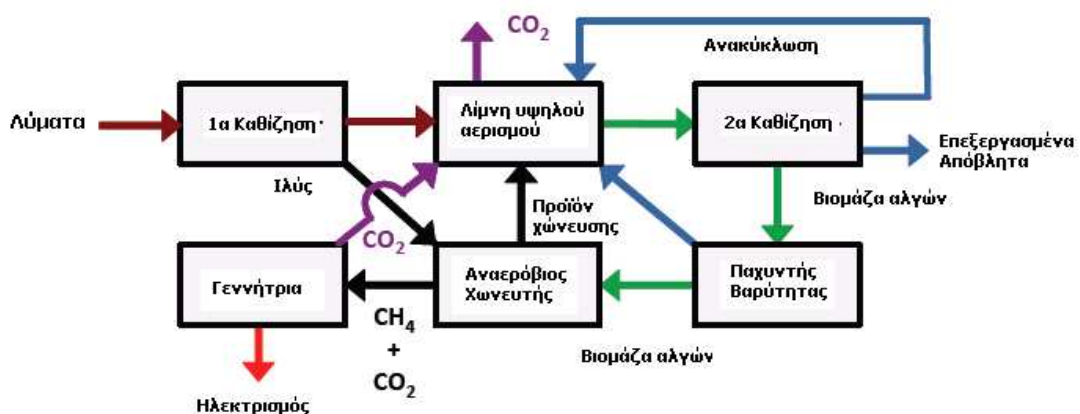 CO2
Ανακύκλωση
Λύματα
1α Καθίζηση
Λίμνη υψηλού
αερισμού
2α Καθίζηση
Επεξεργασμένα
Απόβλητα
Ιλύς
Προϊόν
χώνευσης
Βιομάζα αλγών
CO2
Γεννήτρια
Αναερόβιος
Χωνευτής
Παχυντής
Βαρύτητας
CH4
+
CO2
Βιομάζα αλγών
Ηλεκτρισμός